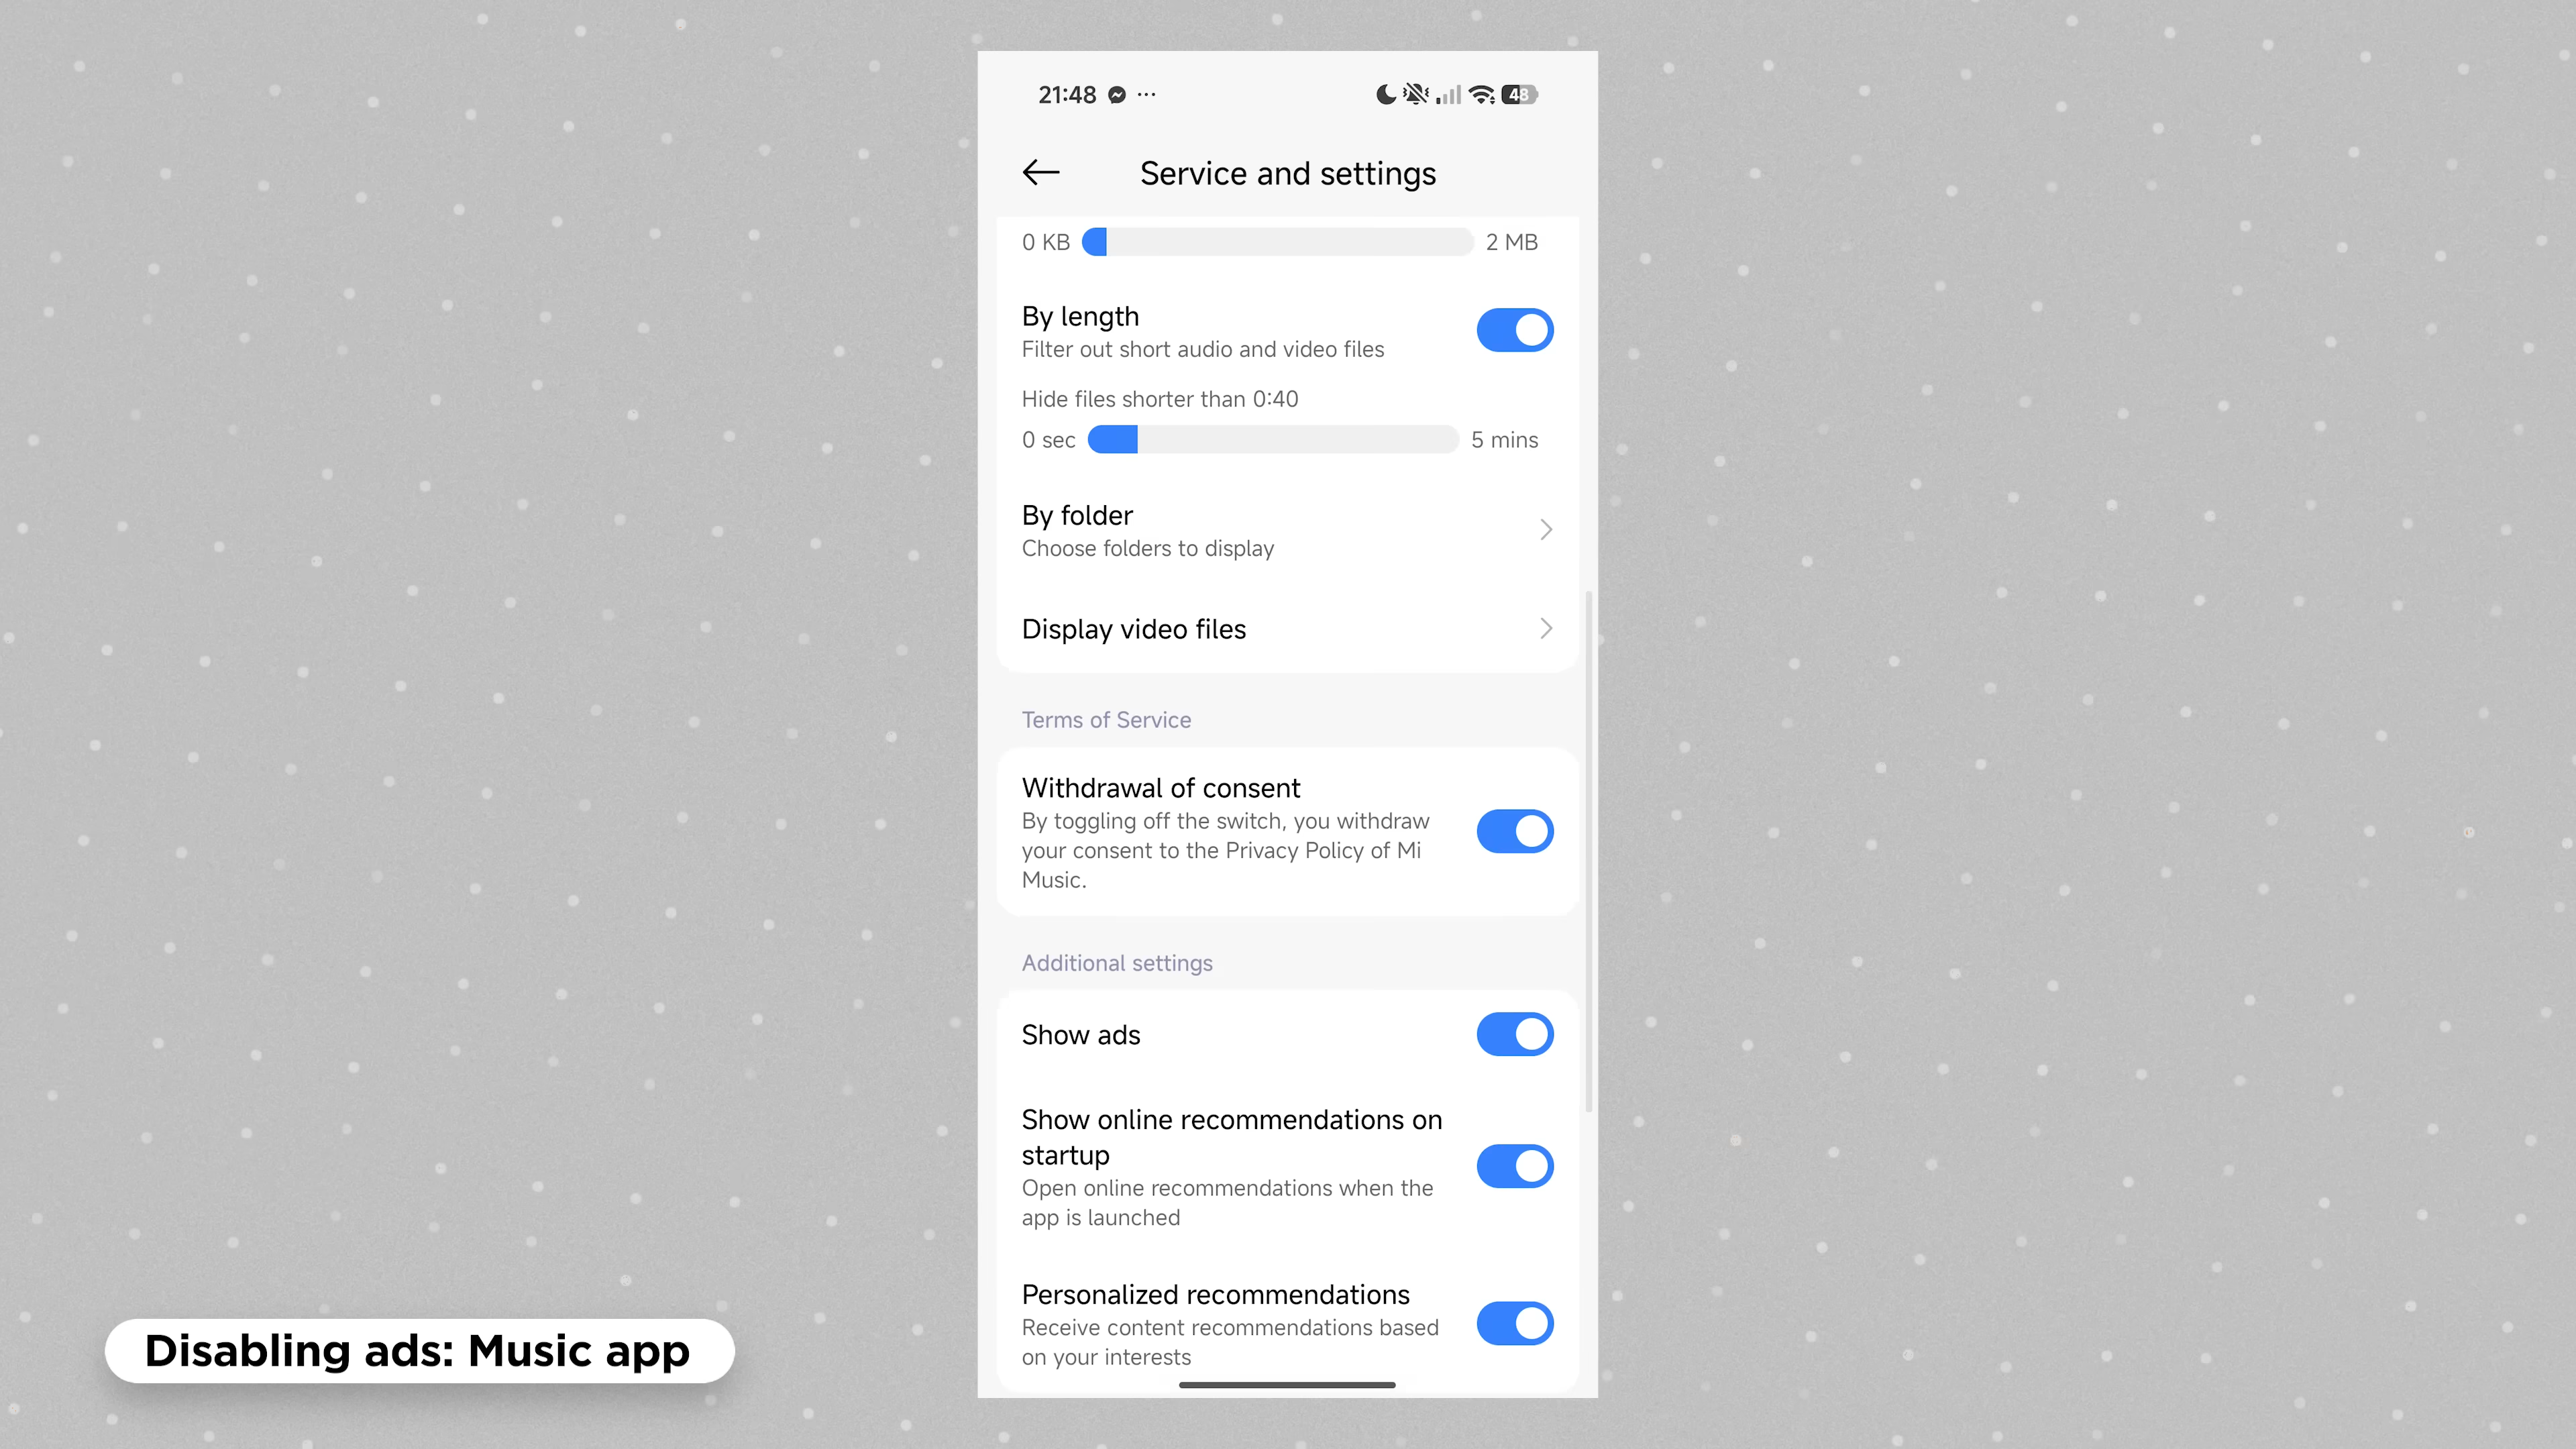 21:48 ···
48
Service and settings
0 KB 2 MB
By length
Filter out short audio and video files
Hide files shorter than 0:40
0 sec 5 mins
By folder
Choose folders to display
Display video files
Terms of Service
Withdrawal of consent
By toggling off the switch, you withdraw
your consent to the Privacy Policy of Mi
Music.
Additional settings
Show ads
Show online recommendations on
startup
Open online recommendations when the
app is launched
Personalized recommendations
Receive content recommendations based
on your interests
Disabling ads: Music app